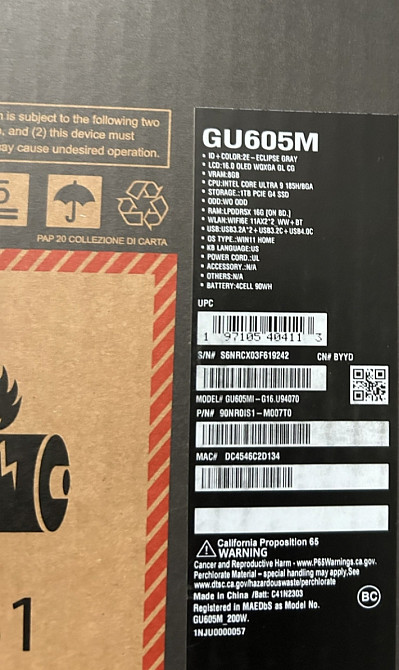 n is subject to the following two
, and (2) this device must
ay cause undesired operation.
5
PAP 20 COLLEZIONE DI CARTA
1
GU605M
• ID+COLOR:2E-ECLIPSE GRAY
• LCD:16.0 OLED WQXGA GL CG
• VRAM:8GB
• CPU:INTEL CORE ULTRA 9 185H/BGA
• STORAGE.:1TB PCIE G4 SSD
• ODD:WO ODD
• RAM:LPDDR5X 16G [ON BD.]
• WLAN:WIFI6E 11AX2*2_WW+BT
• USB:USB3.2A*2+USB3.2C+USB4.0C
• OS TYPE.:WIN11 HOME
• KB LANGUAGE:US
• POWER CORD.:UL
• ACCESSORY.:N/A
• OTHERS:N/A
• BATTERY:4CELL 90WH
UPC
1 97105 40411 3
S/N# S6NRCX03F619242 CN# BYYD
MODEL# GU605MI-G16.U94070
P/N# 90NR0IS1-M007T0
MAC# DC4546C2D134
California Proposition 65
WARNING
Cancer and Reproductive Harm - www.P65Warnings.ca.gov.
Perchlorate Material - special handling may apply,See
www.dtsc.ca.gov/hazardouswaste/perchlorate
Made in China /Batt: C41N2303
Registered in MAEDbS as Model No.
GU605M_200W.
1NJU0000057
BC